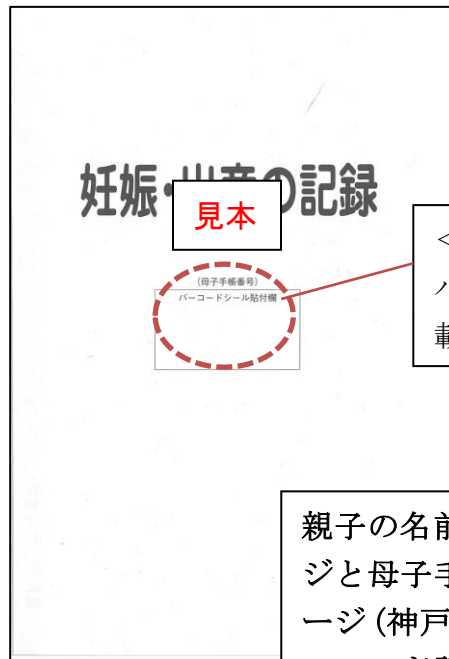 妊娠・出産の記録
見本
(母子手帳番号)
バーコードシール貼付欄
<
バ
載
親子の名前
ジと母子手
ージ(神戸